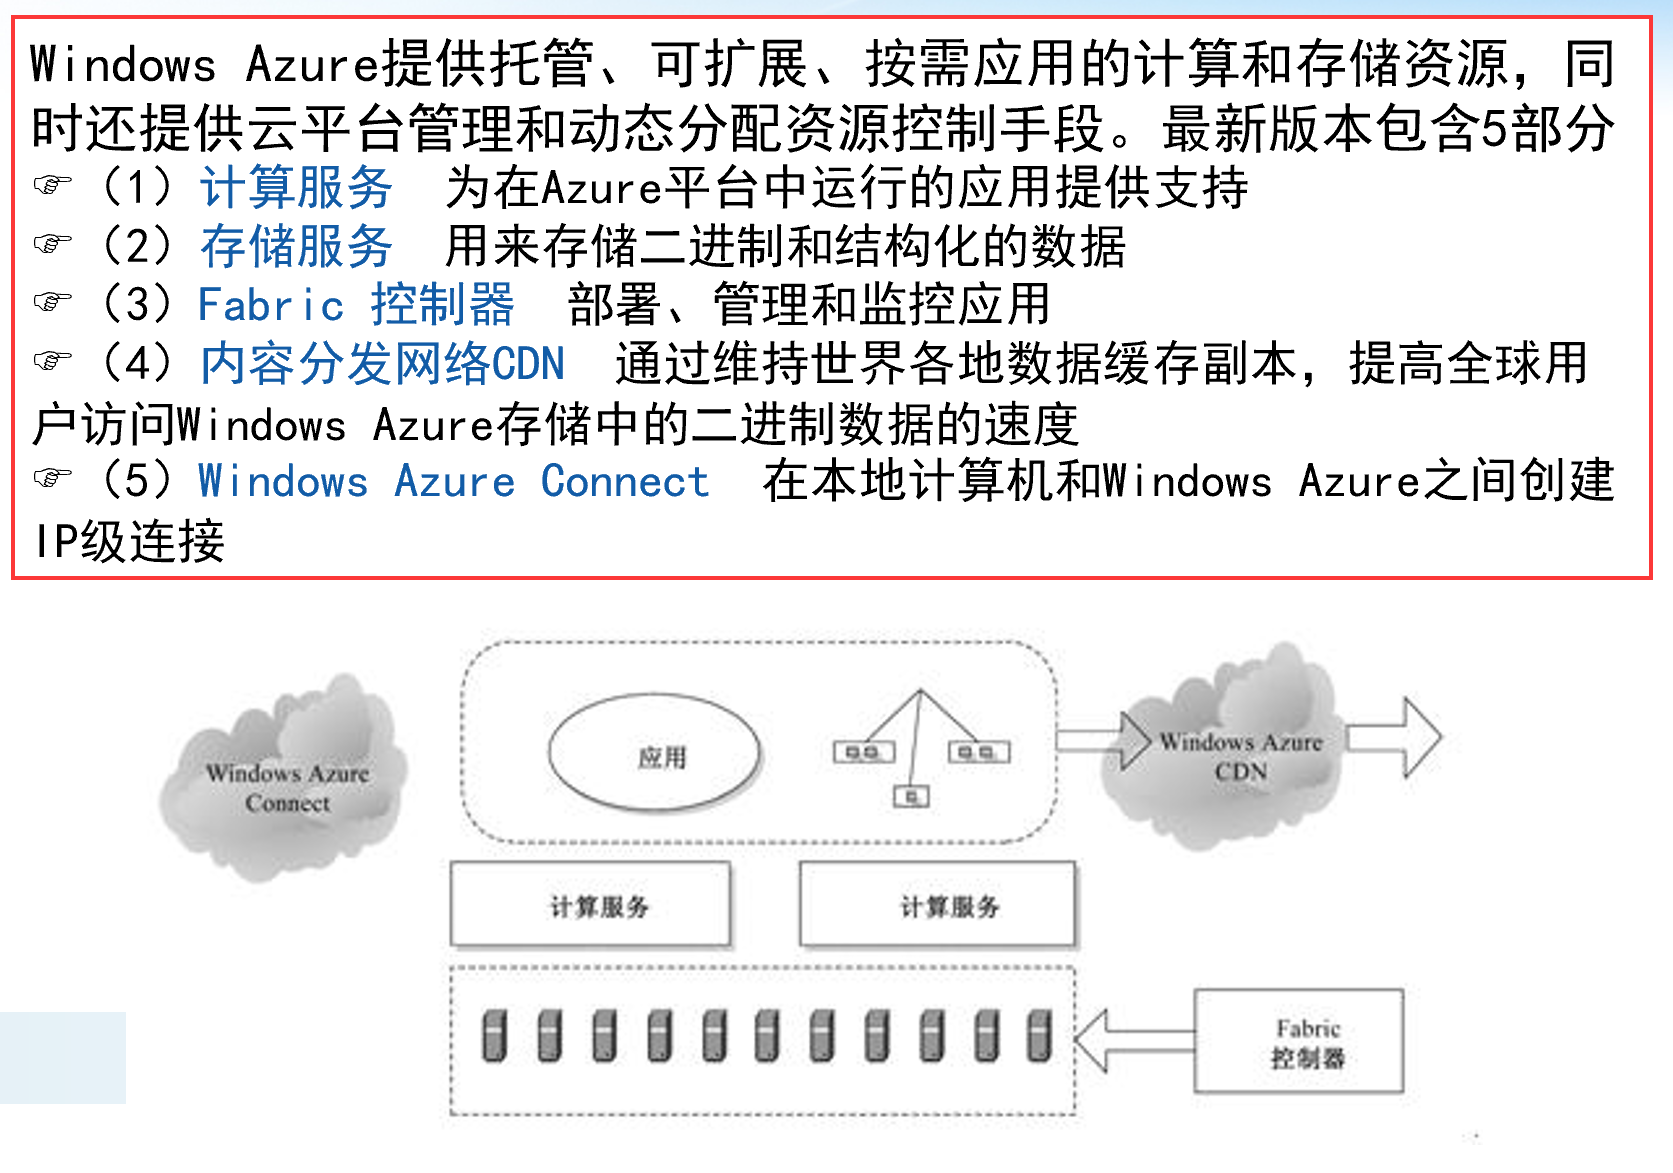 Windows Azure提供托管、可扩展、按需应用的计算和存储资源，同
时还提供云平台管理和动态分配资源控制手段。最新版本包含5部分
☞（1）计算服务 为在Azure平台中运行的应用提供支持
☞（2）存储服务 用来存储二进制和结构化的数据
☞（3）Fabric 控制器 部署、管理和监控应用
☞（4）内容分发网络CDN 通过维持世界各地数据缓存副本，提高全球用
户访问Windows Azure存储中的二进制数据的速度
☞（5）Windows Azure Connect 在本地计算机和Windows Azure之间创建
IP级连接
Windows Azure
Connect
应用
Windows Azure
CDN
计算服务
计算服务
Fabric
控制器